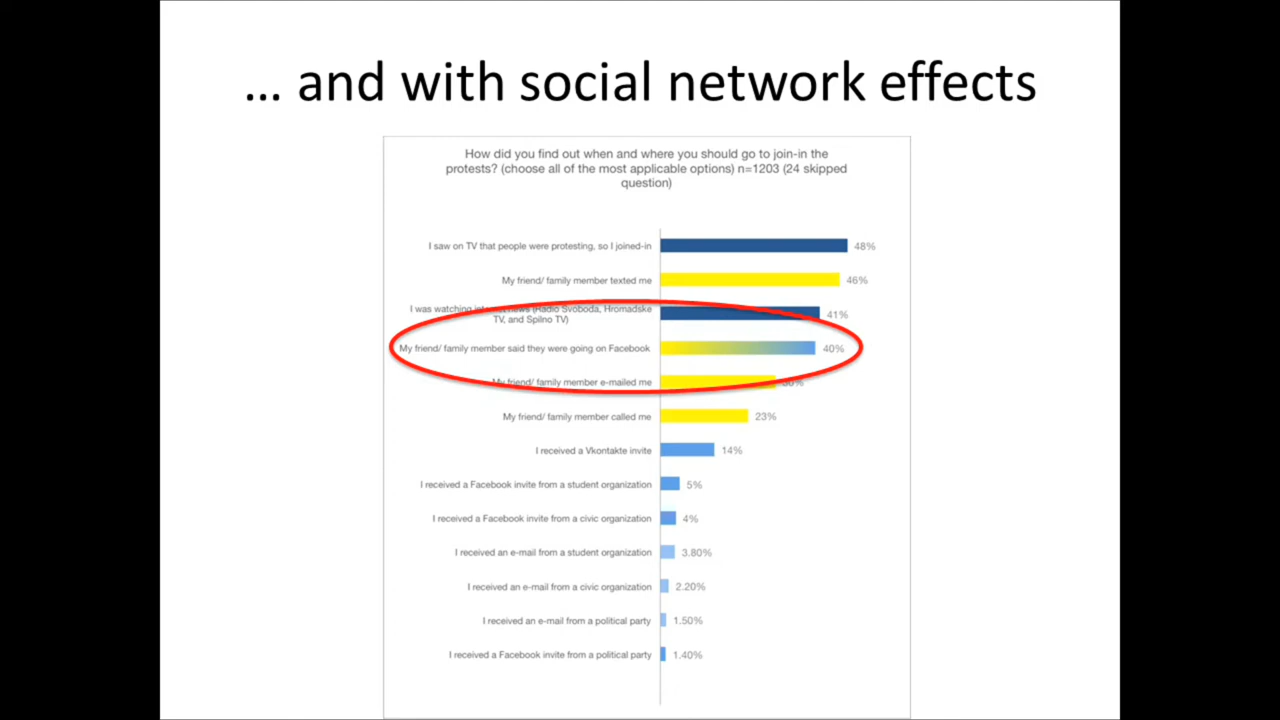 … and with social network effects
How did you find out when and where you should go to join-in the
protests? (choose all of the most applicable options) n=1203 (24 skipped
question)
I saw on TV that people were protesting, so I joined-in 48%
My friend/ family member texted me 46%
I was watching internet news (Radio Svoboda, Hromadske
TV, and Spilno TV) 41%
My friend/ family member said they were going on Facebook 40%
My friend/ family member e-mailed me
My friend/ family member called me 23%
I received a Vkontakte invite 14%
I received a Facebook invite from a student organization 5%
I received a Facebook invite from a civic organization 4%
I received an e-mail from a student organization 3.80%
I received an e-mail from a civic organization 2.20%
I received an e-mail from a political party 1.50%
I received a Facebook invite from a political party 1.40%